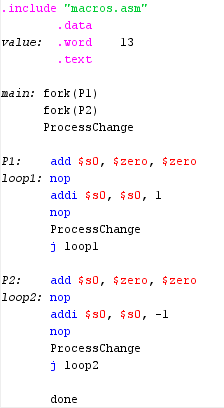 .include "macros.asm"
.data
value: .word 13
.text
main: fork(P1)
fork(P2)
ProcessChange
P1: add $s0, $zero, $zero
loop1: nop
addi $s0, $s0, 1
nop
ProcessChange
j loop1
P2: add $s0, $zero, $zero
loop2: nop
addi $s0, $s0, -1
nop
ProcessChange
j loop2
done